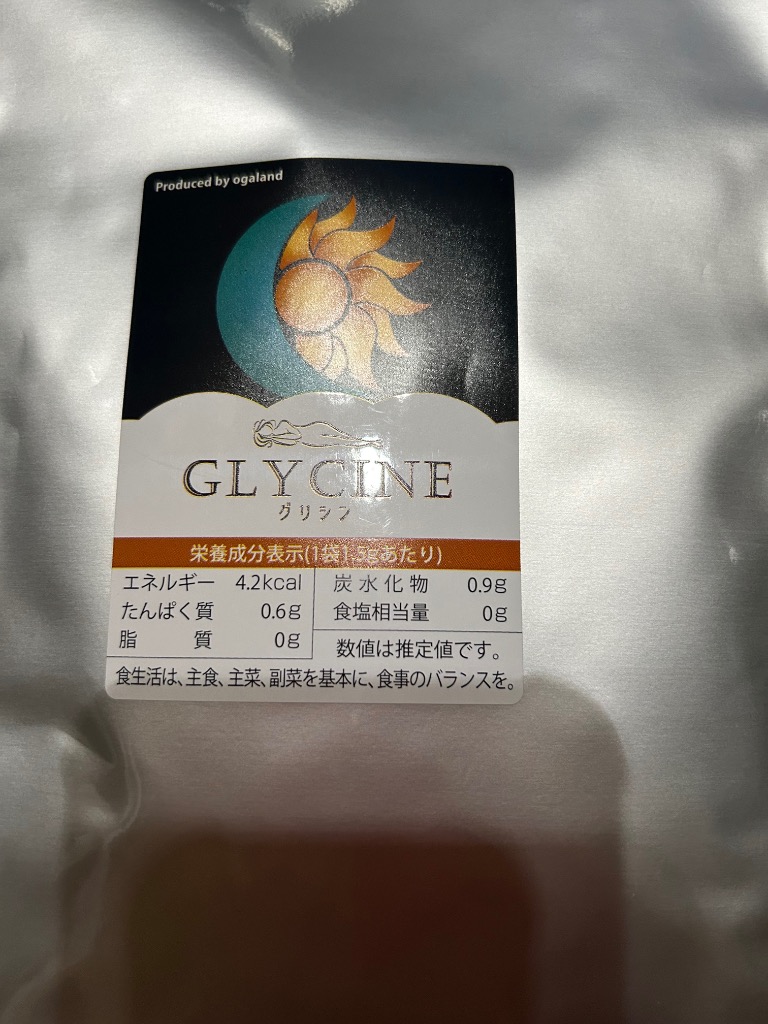 Produced by ogaland
GLYCINE
グリシン
栄養成分表示(1袋1.5gあたり)
エネルギー 4.2kcal
たんぱく質 0.6g
脂質 0g
炭水化物 0.9g
食塩相当量 0g
数値は推定値です。
食生活は、主食、主菜、副菜を基本に、食事のバランスを。